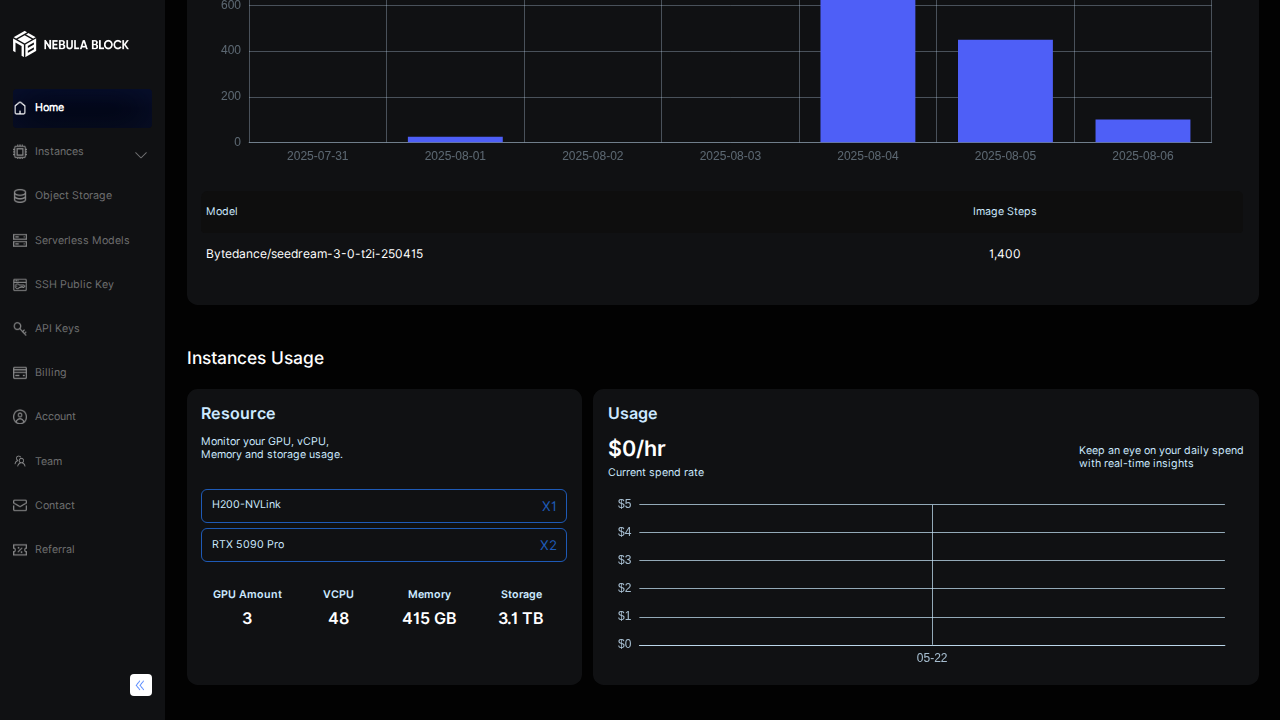 NEBULA BLOCK
Home
Instances
Object Storage
Serverless Models
SSH Public Key
API Keys
Billing
Account
Team
Contact
Referral
600
400
200
0
2025-07-31 2025-08-01 2025-08-02 2025-08-03 2025-08-04 2025-08-05 2025-08-06
Model Image Steps
Bytedance/seedream-3-0-t2i-250415 1,400
Instances Usage
Resource
Monitor your GPU, vCPU,
Memory and storage usage.
H200-NVLink X1
RTX 5090 Pro X2
GPU Amount VCPU Memory Storage
3 48 415 GB 3.1 TB
Usage
$0/hr
Current spend rate
Keep an eye on your daily spend
with real-time insights
$5
$4
$3
$2
$1
$0
05-22